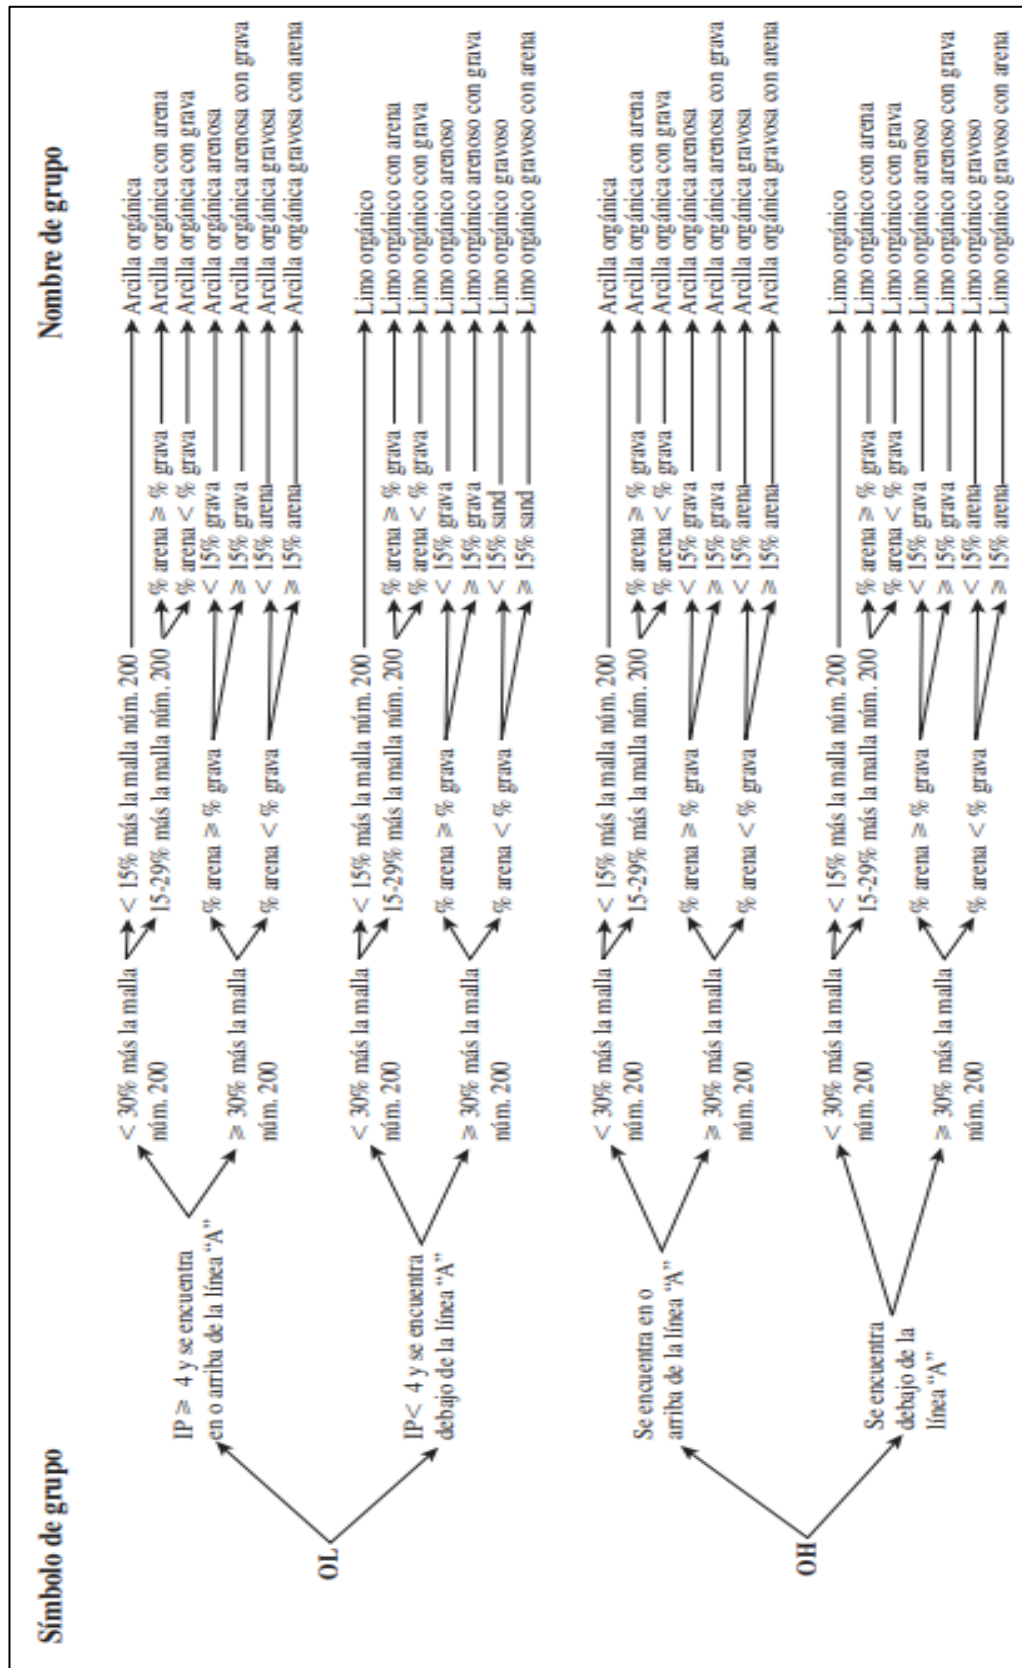 Símbolo de grupo
Nombre de grupo
OL
IP ⩾ 4 y se encuentra
en o arriba de la línea “A”
< 30% más la malla
núm. 200
< 15% más la malla núm. 200
Arcilla orgánica
15-29% más la malla núm. 200
% arena ⩾ % grava
Arcilla orgánica con arena
% arena < % grava
Arcilla orgánica con grava
⩾ 30% más la malla
núm. 200
% arena ⩾ % grava
< 15% grava
Arcilla orgánica arenosa
⩾ 15% grava
Arcilla orgánica arenosa con grava
% arena < % grava
< 15% arena
Arcilla orgánica gravosa
⩾ 15% arena
Arcilla orgánica gravosa con arena
IP< 4 y se encuentra
debajo de la línea “A”
< 30% más la malla
núm. 200
< 15% más la malla núm. 200
Limo orgánico
15-29% más la malla núm. 200
% arena ⩾ % grava
Limo orgánico con arena
% arena < % grava
Limo orgánico con grava
⩾ 30% más la malla
núm. 200
% arena ⩾ % grava
< 15% grava
Limo orgánico arenoso
⩾ 15% grava
Limo orgánico arenoso con grava
% arena < % grava
< 15% sand
Limo orgánico gravoso
⩾ 15% sand
Limo orgánico gravoso con arena
OH
Se encuentra en o
arriba de la línea “A”
< 30% más la malla
núm. 200
< 15% más la malla núm. 200
Arcilla orgánica
15-29% más la malla núm. 200
% arena ⩾ % grava
Arcilla orgánica con arena
% arena < % grava
Arcilla orgánica con grava
⩾ 30% más la malla
núm. 200
% arena ⩾ % grava
< 15% grava
Arcilla orgánica arenosa
⩾ 15% grava
Arcilla orgánica arenosa con grava
% arena < % grava
< 15% arena
Arcilla orgánica gravosa
⩾ 15% arena
Arcilla orgánica gravosa con arena
Se encuentra
debajo de la
línea “A”
< 30% más la malla
núm. 200
< 15% más la malla núm. 200
Limo orgánico
15-29% más la malla núm. 200
% arena ⩾ % grava
Limo orgánico con arena
% arena < % grava
Limo orgánico con grava
⩾ 30% más la malla
núm. 200
% arena ⩾ % grava
< 15% grava
Limo orgánico arenoso
⩾ 15% grava
Limo orgánico arenoso con grava
% arena < % grava
< 15% arena
Limo orgánico gravoso
⩾ 15% arena
Limo orgánico gravoso con arena